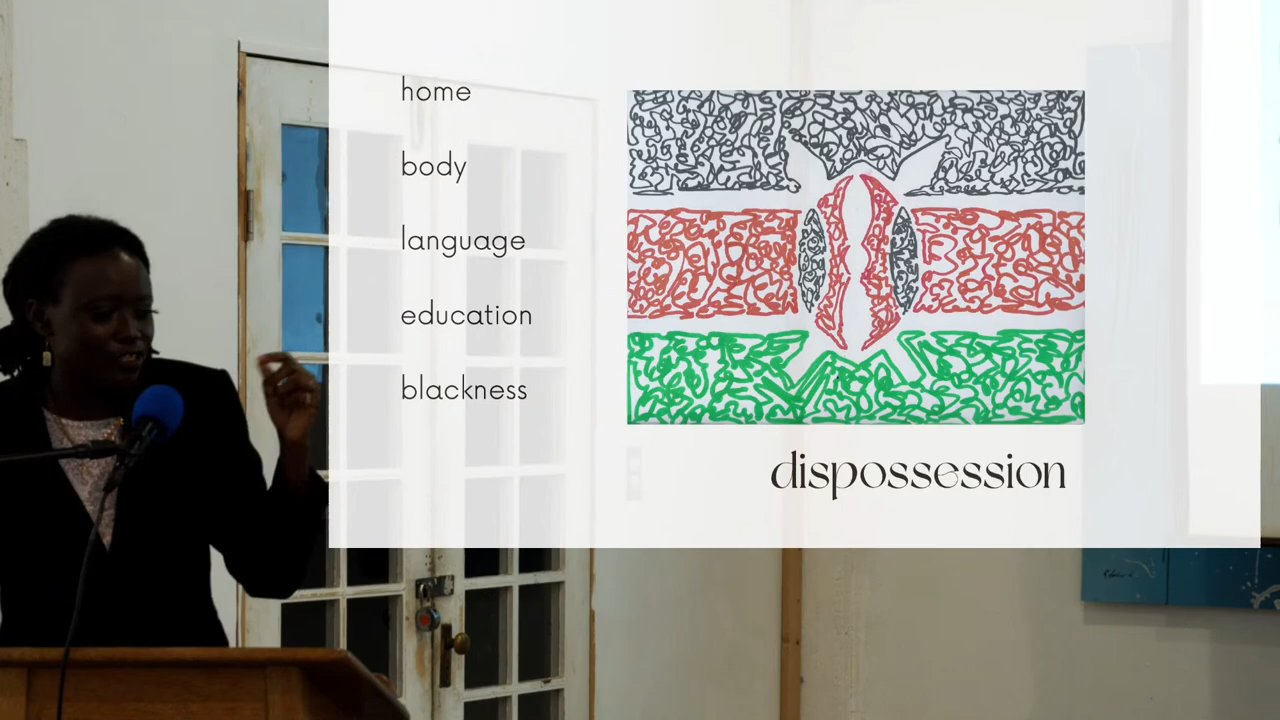 home
body
language
education
blackness
dispossession